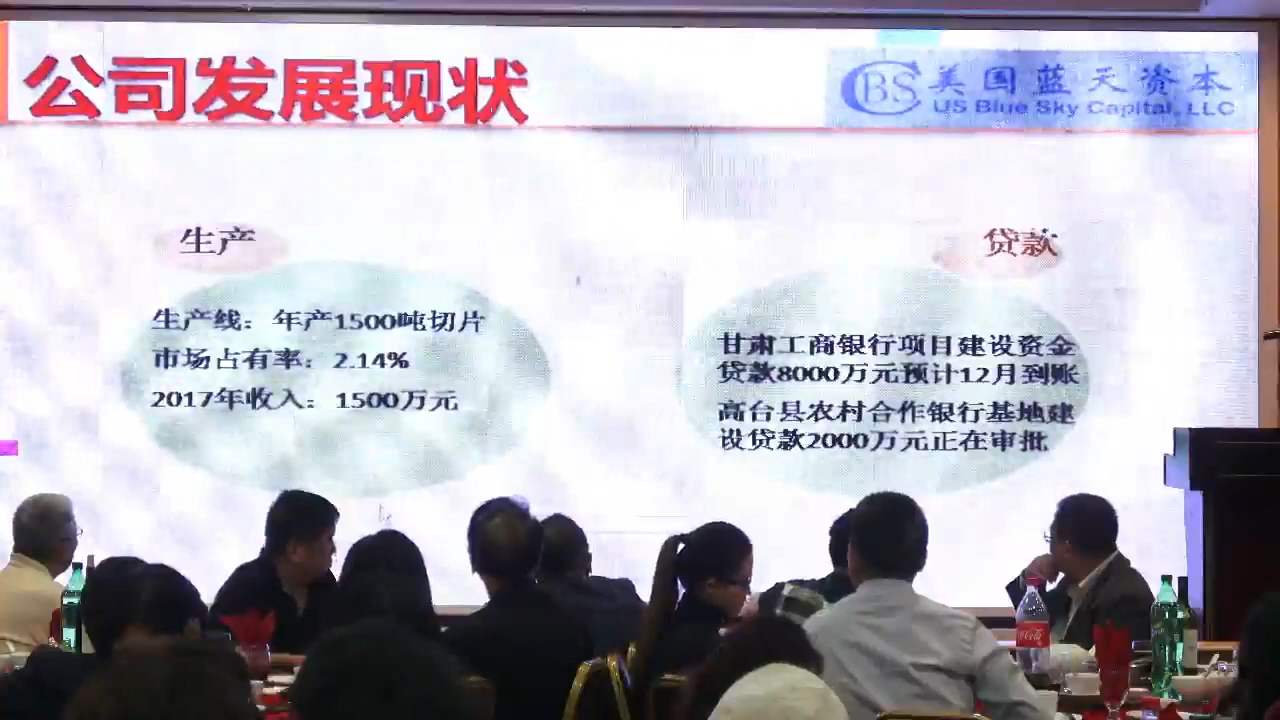 公司发展现状
CBS 美国蓝天资本
US Blue Sky Capital, LLC
生产
生产线：年产1500吨切片
市场占有率：2.14%
2017年收入：1500万元
贷款
甘肃工商银行项目建设资金
贷款8000万元预计12月到账
高台县农村合作银行基地建
设贷款2000万元正在审批
Coca-Cola